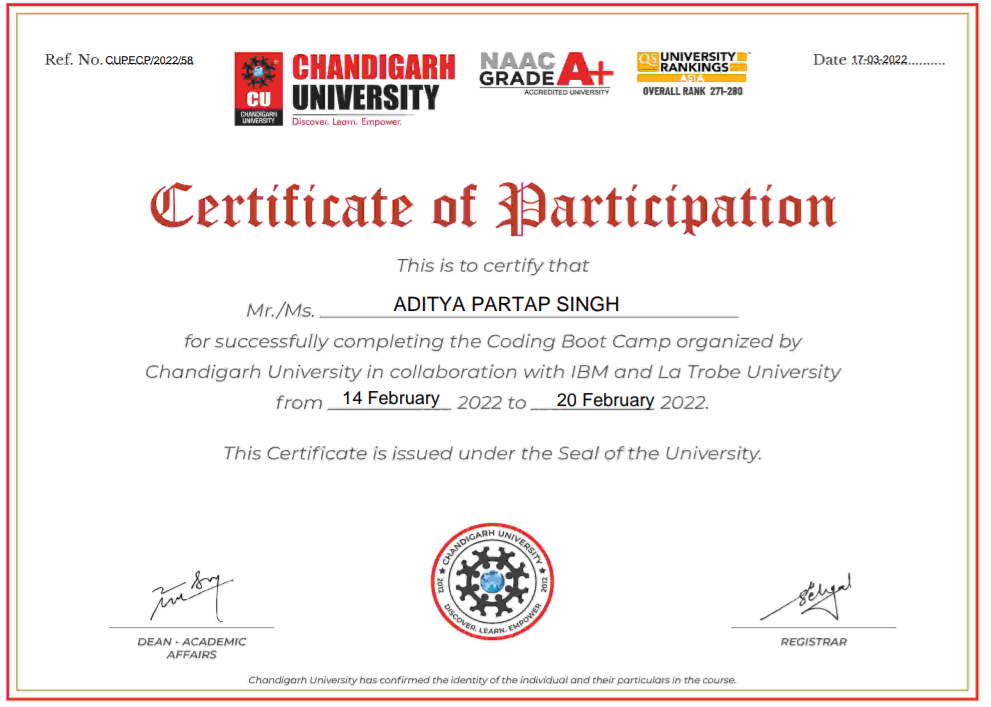 Ref. No. CUPECP/2022/58
CU
CHANDIGARH
UNIVERSITY
CHANDIGARH
UNIVERSITY
Discover. Learn. Empower.
NAAC
GRADE A+
ACCREDITED UNIVERSITY
QS UNIVERSITY
RANKINGS
ASIA
OVERALL RANK 271-280
Date 17-03-2022..........
Certificate of Participation
This is to certify that
Mr./Ms. ADITYA PARTAP SINGH
for successfully completing the Coding Boot Camp organized by
Chandigarh University in collaboration with IBM and La Trobe University
from 14 February 2022 to 20 February 2022.
This Certificate is issued under the Seal of the University.
★ CHANDIGARH UNIVERSITY ★
2012 2012
DISCOVER. LEARN. EMPOWER
Sehgal
DEAN - ACADEMIC
AFFAIRS
REGISTRAR
Chandigarh University has confirmed the identity of the individual and their particulars in the course.